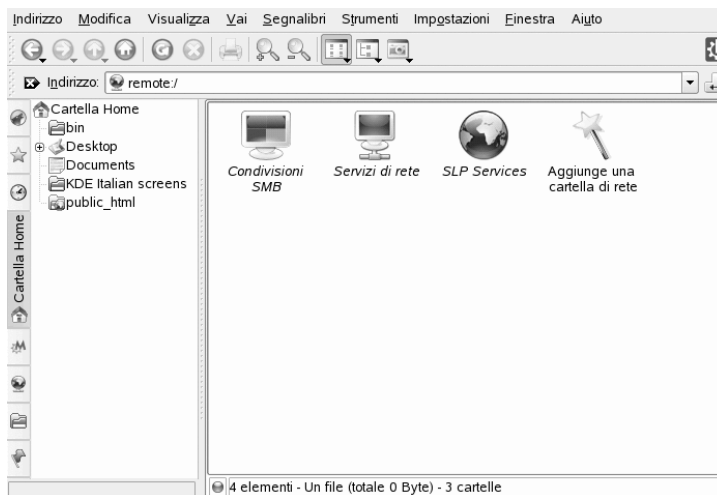 Indirizzo Modifica Visualizza Vai Segnalibri Strumenti Impostazioni Einestra Aiuto
Indirizzo: remote:/
Cartella Home
bin
Desktop
Documents
KDE Italian screens
public_html
Cartella Home
Condivisioni
SMB
Servizi di rete
SLP Services
Aggiunge una
cartella di rete
4 elementi - Un file (totale 0 Byte) - 3 cartelle